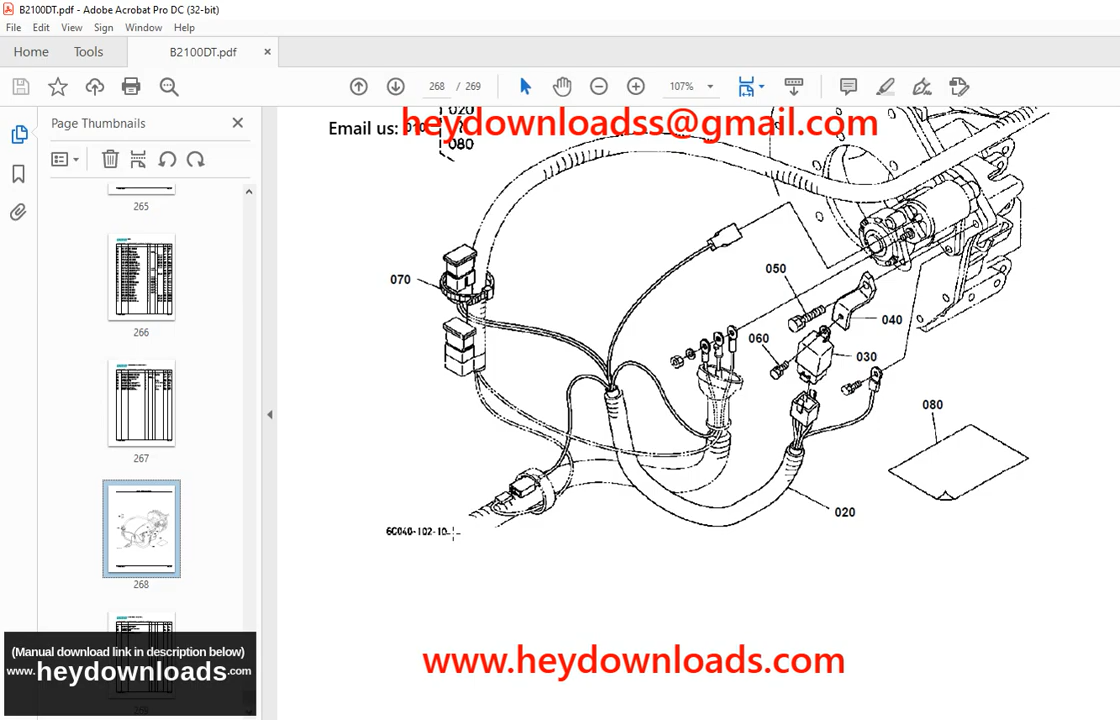 B2100DT.pdf - Adobe Acrobat Pro DC (32-bit)
File Edit View Sign Window Help
Home Tools B2100DT.pdf ×
268 / 269 107%
Page Thumbnails
265
266
267
268
Email us: heydownloadss@gmail.com
020
080
070
050
040
060
030
080
020
6C040-102-10
(Manual download link in description below)
www.heydownloads.com
www.heydownloads.com